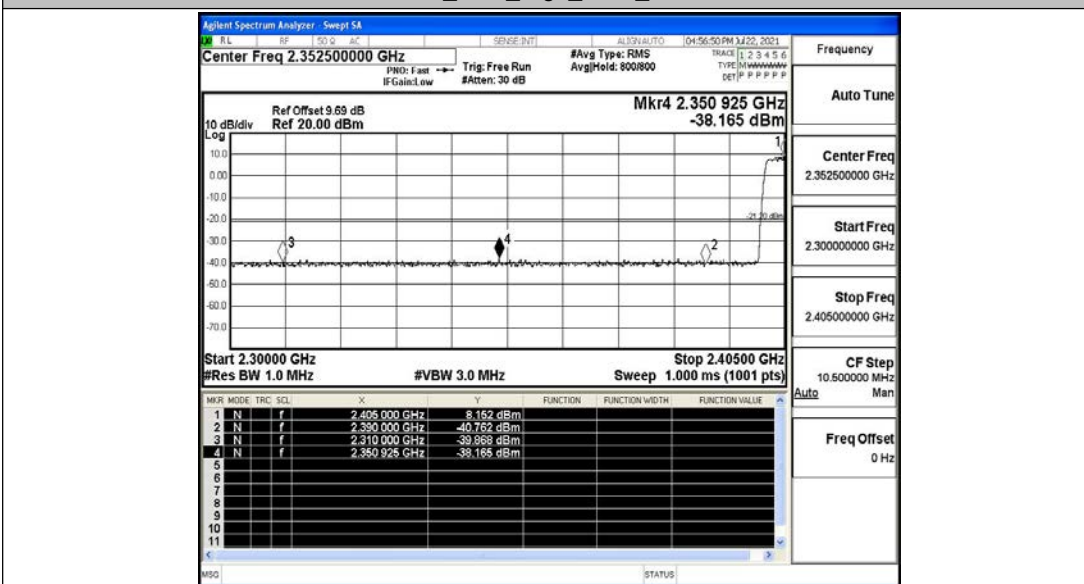 Agilent Spectrum Analyzer - Swept SA
RL RF 50 Ω AC SENSE:INT ALIGN AUTO 04:56:50 PM Jul 22, 2021
Center Freq 2.352500000 GHz
PNO: Fast
IFGain:Low
Trig: Free Run
#Atten: 30 dB
#Avg Type: RMS
Avg|Hold: 800/800
TRACE 1 2 3 4 5 6
TYPE M W W W W W
DET P P P P P P
Ref Offset 9.69 dB
Ref 20.00 dBm
10 dB/div
Log
Mkr4 2.350 925 GHz
-38.165 dBm
10.0
0.00
-10.0
-20.0
-30.0
-40.0
-50.0
-60.0
-70.0
1
2
3
4
-21.20 dBm
Start 2.30000 GHz
Stop 2.40500 GHz
#Res BW 1.0 MHz
#VBW 3.0 MHz
Sweep 1.000 ms (1001 pts)
MKR MODE TRC SCL X Y FUNCTION FUNCTION WIDTH FUNCTION VALUE
1 N f 2.405 000 GHz 8.152 dBm
2 N f 2.390 000 GHz -40.762 dBm
3 N f 2.310 000 GHz -39.868 dBm
4 N f 2.350 925 GHz -38.165 dBm
5
6
7
8
9
10
11
MSG
STATUS
Frequency
Auto Tune
Center Freq
2.352500000 GHz
Start Freq
2.300000000 GHz
Stop Freq
2.405000000 GHz
CF Step
10.500000 MHz
Auto Man
Freq Offset
0 Hz